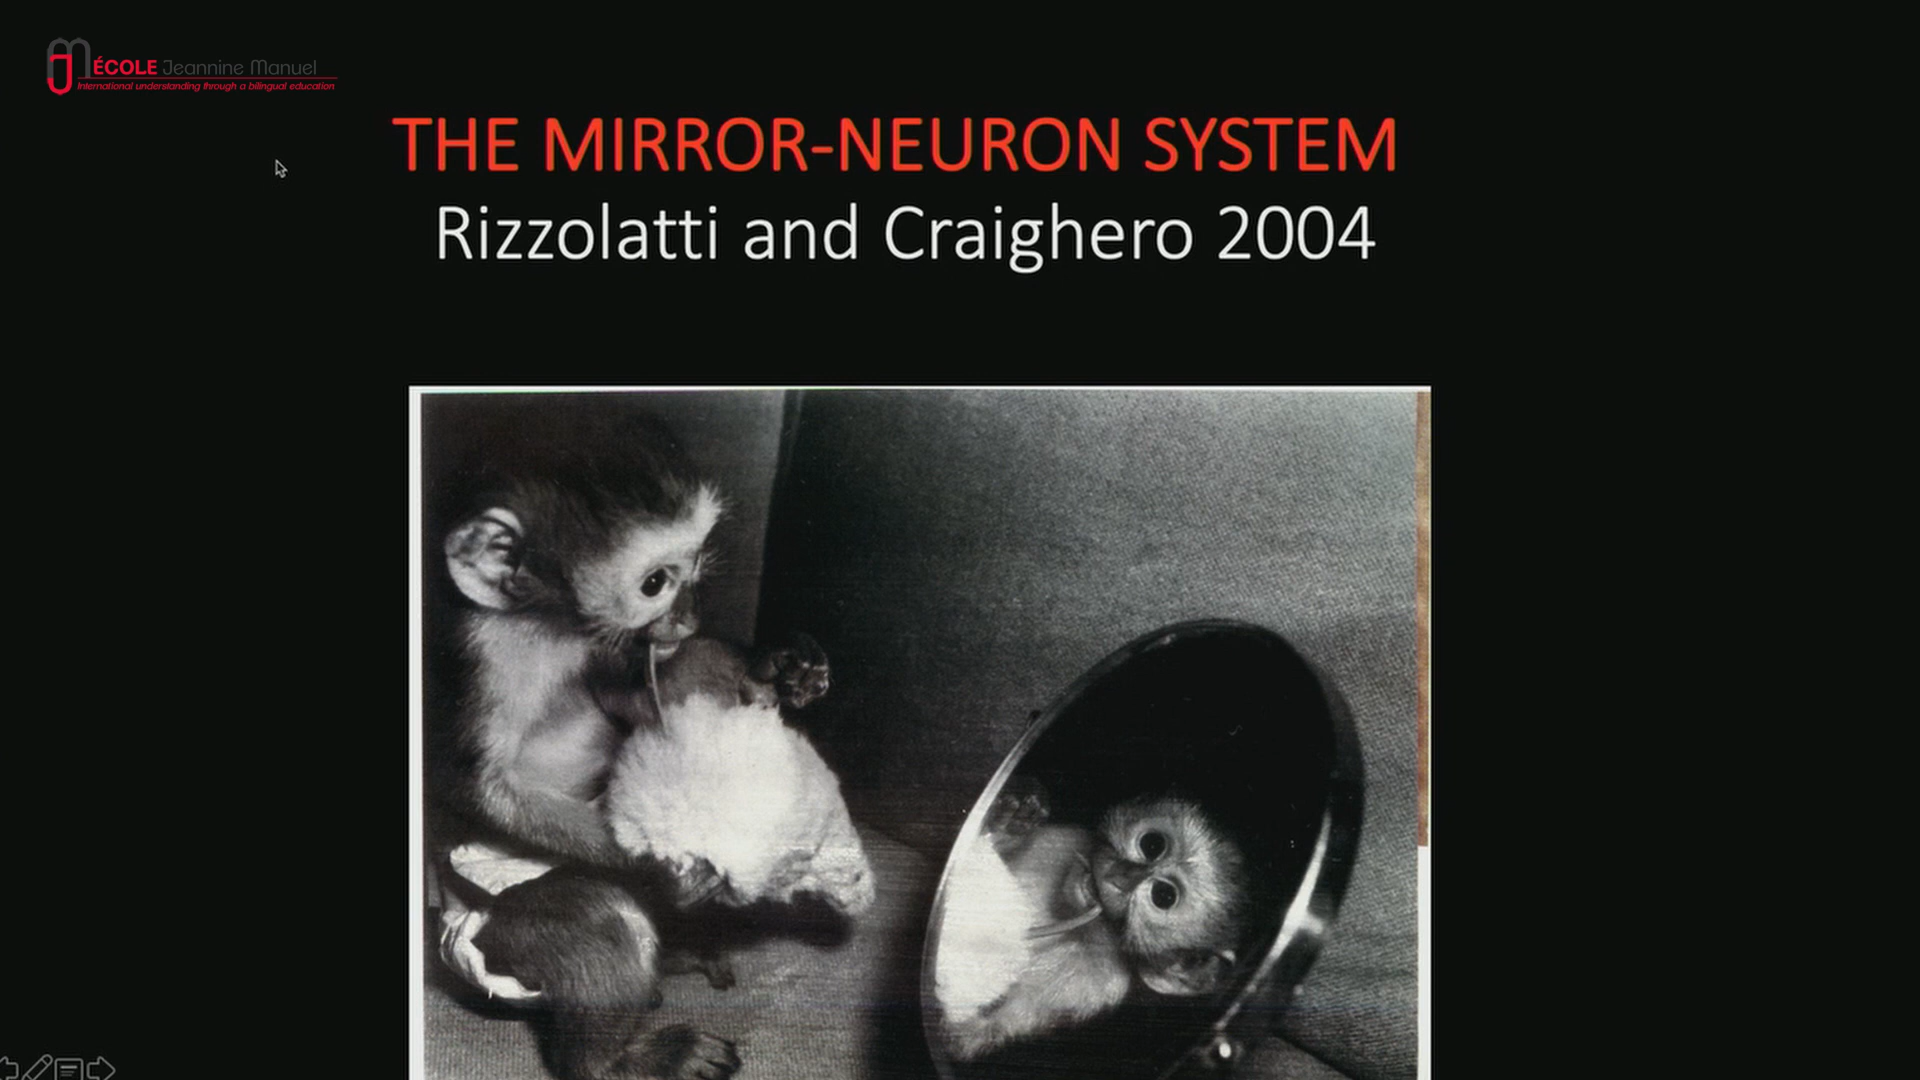 ÉCOLE Jeannine Manuel
International understanding through a bilingual education
THE MIRROR-NEURON SYSTEM
Rizzolatti and Craighero 2004